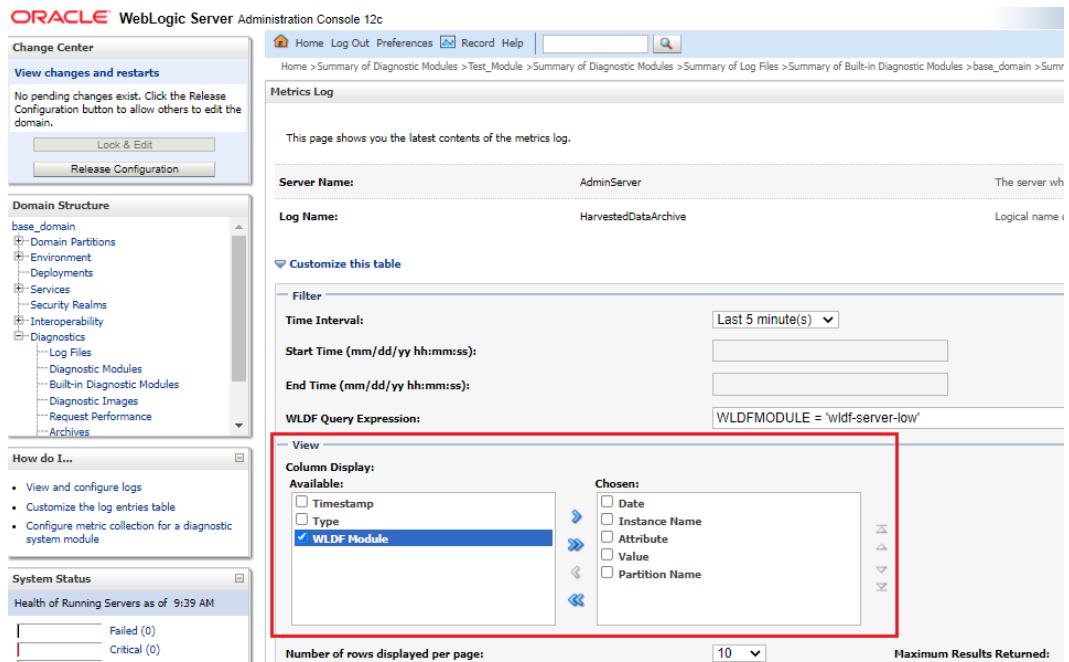 ORACLE WebLogic Server Administration Console 12c
Change Center
View changes and restarts
No pending changes exist. Click the Release
Configuration button to allow others to edit the
domain.
Lock & Edit
Release Configuration
Domain Structure
base_domain
Domain Partitions
Environment
Deployments
Services
Security Realms
Interoperability
Diagnostics
Log Files
Diagnostic Modules
Built-in Diagnostic Modules
Diagnostic Images
Request Performance
Archives
How do I...
View and configure logs
Customize the log entries table
Configure metric collection for a diagnostic
system module
System Status
Health of Running Servers as of 9:39 AM
Failed (0)
Critical (0)
Home Log Out Preferences Record Help
Home >Summary of Diagnostic Modules >Test_Module >Summary of Diagnostic Modules >Summary of Log Files >Summary of Built-in Diagnostic Modules >base_domain >Summ
Metrics Log
This page shows you the latest contents of the metrics log.
Server Name: AdminServer The server wh
Log Name: HarvestedDataArchive Logical name
Customize this table
Filter
Time Interval: Last 5 minute(s)
Start Time (mm/dd/yy hh:mm:ss):
End Time (mm/dd/yy hh:mm:ss):
WLDF Query Expression: WLDFMODULE = 'wldf-server-low'
View
Column Display:
Available: Chosen:
Timestamp
Type
WLDF Module
Date
Instance Name
Attribute
Value
Partition Name
Number of rows displayed per page: 10 Maximum Results Returned: